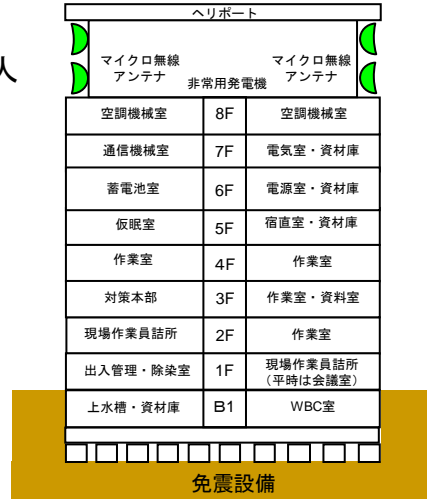 ヘリポート
人
マイクロ無線
アンテナ
マイクロ無線
アンテナ
非常用発電機
空調機械室 8F 空調機械室
通信機械室 7F 電気室・資材庫
蓄電池室 6F 電源室・資材庫
仮眠室 5F 宿直室・資材庫
作業室 4F 作業室
対策本部 3F 作業室・資料室
現場作業員詰所 2F 作業室
出入管理・除染室 1F 現場作業員詰所
(平時は会議室)
上水槽・資材庫 B1 WBC室
免震設備